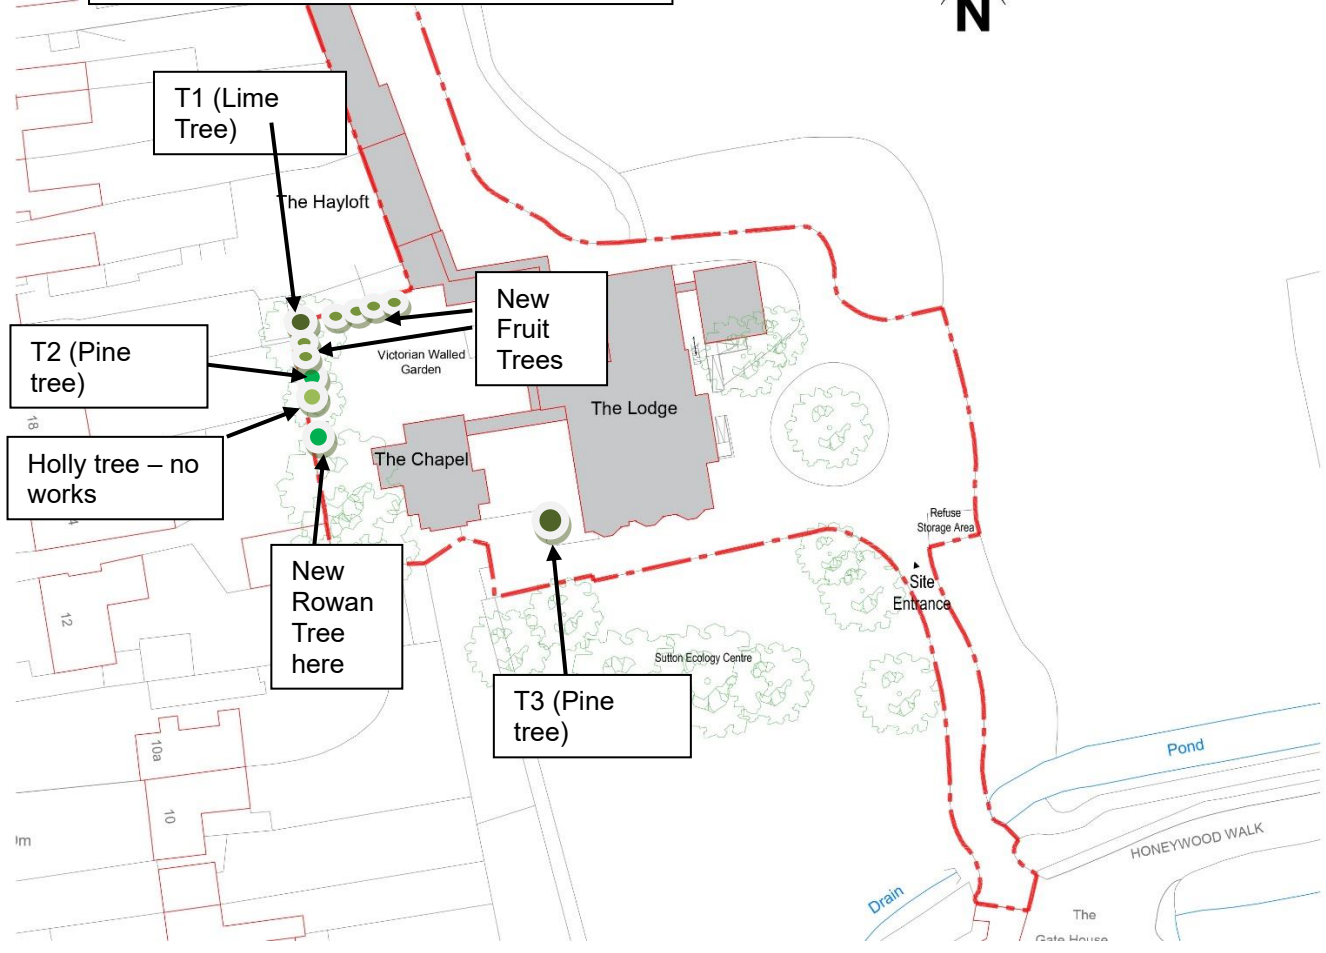 N
T1 (Lime
Tree)
The Hayloft
New
Fruit
Trees
T2 (Pine
tree)
Victorian Walled
Garden
The Lodge
18
Holly tree – no
works
The Chapel
Refuse
Storage Area
Site
Entrance
New
Rowan
Tree
here
12
Sutton Ecology Centre
T3 (Pine
tree)
10a
Pond
10
HONEYWOOD WALK
Drain
The
Gate House